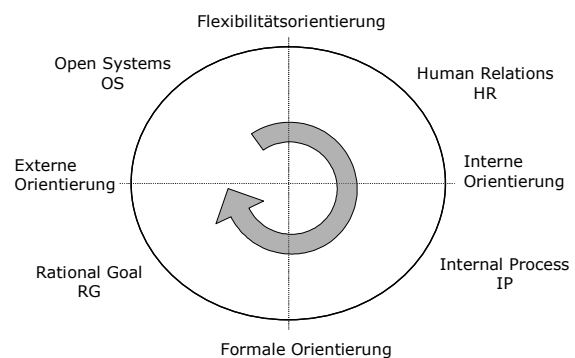 Flexibilitätsorientierung
Open Systems
OS
Human Relations
HR
Externe
Orientierung
Interne
Orientierung
Rational Goal
RG
Internal Process
IP
Formale Orientierung